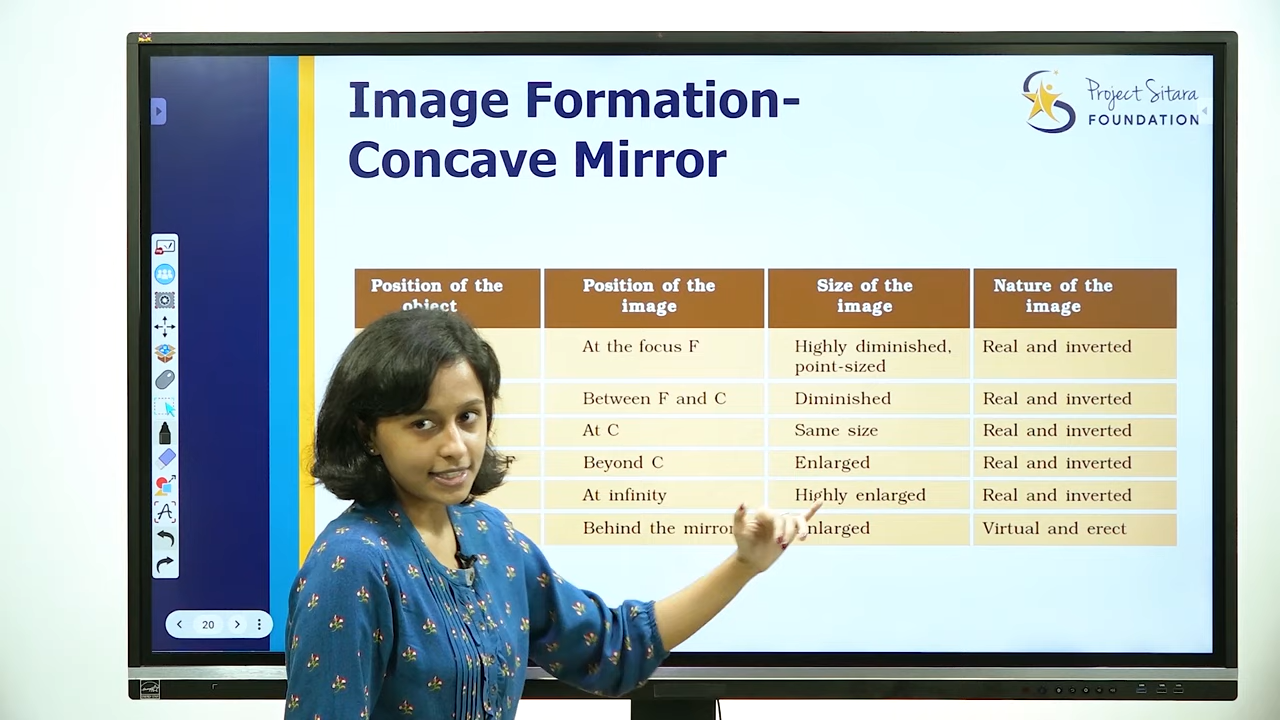 Image Formation-
Concave Mirror
Project Sitara
FOUNDATION
Position of the
object
Position of the
image
Size of the
image
Nature of the
image
At the focus F
Highly diminished,
point-sized
Real and inverted
Between F and C
Diminished
Real and inverted
At C
Same size
Real and inverted
F
Beyond C
Enlarged
Real and inverted
At infinity
Highly enlarged
Real and inverted
Behind the mirror
nlarged
Virtual and erect
20